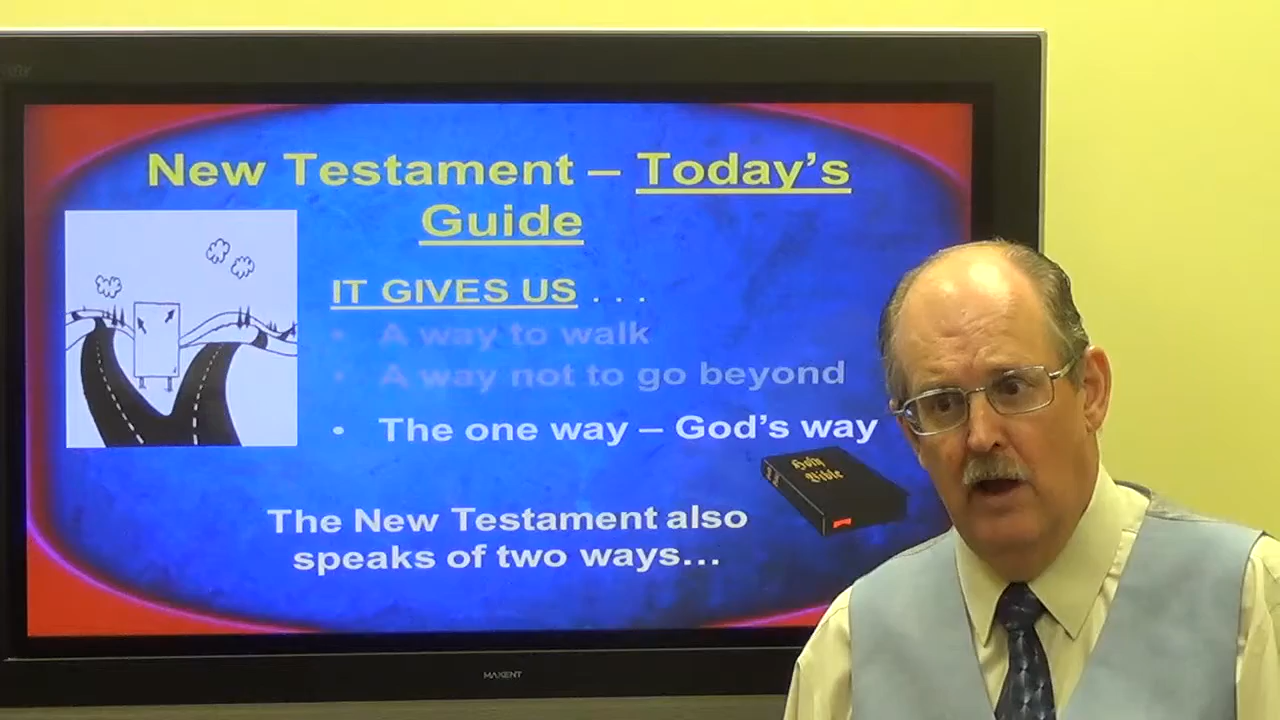 New Testament – Today's
Guide
IT GIVES US . . .
• A way to walk
• A way not to go beyond
• The one way – God's way
Holy
Bible
The New Testament also
speaks of two ways...
MAXENT